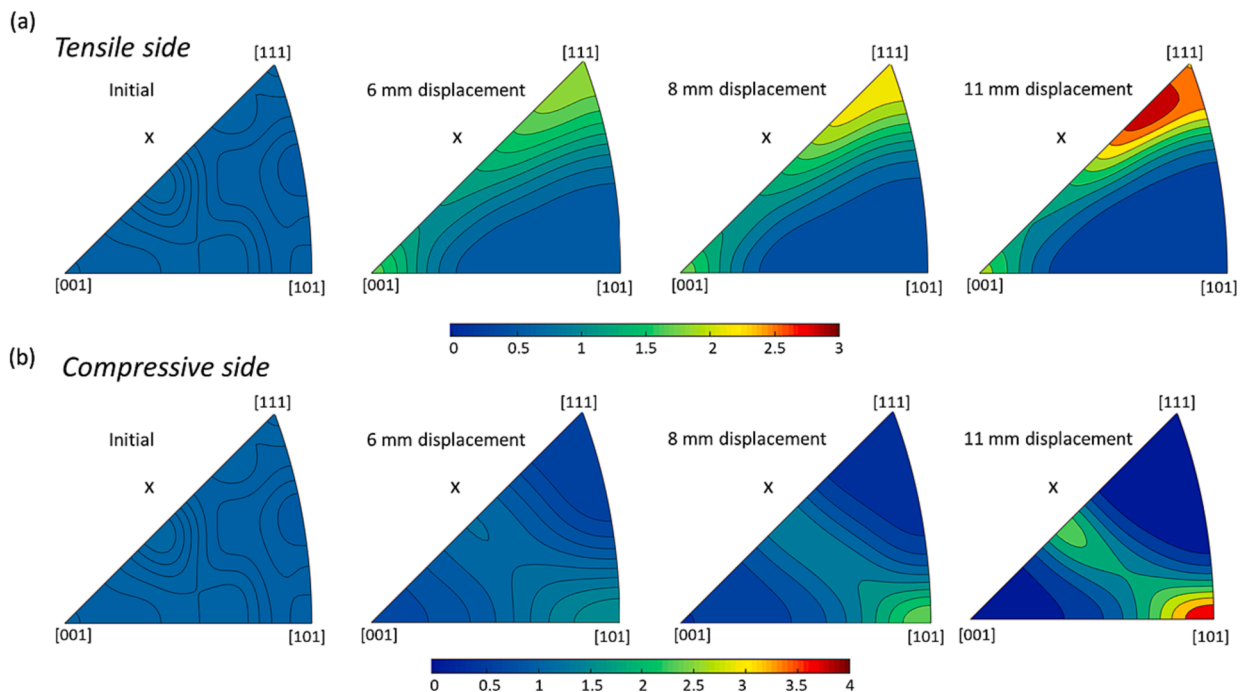 (a)
Tensile side
[111] [111] [111] [111]
Initial 6 mm displacement 8 mm displacement 11 mm displacement
x x x x
[001] [101] [001] [101] [001] [101] [001] [101]
0 0.5 1 1.5 2 2.5 3
(b)
Compressive side
[111] [111] [111] [111]
Initial 6 mm displacement 8 mm displacement 11 mm displacement
x x x x
[001] [101] [001] [101] [001] [101] [001] [101]
0 0.5 1 1.5 2 2.5 3 3.5 4